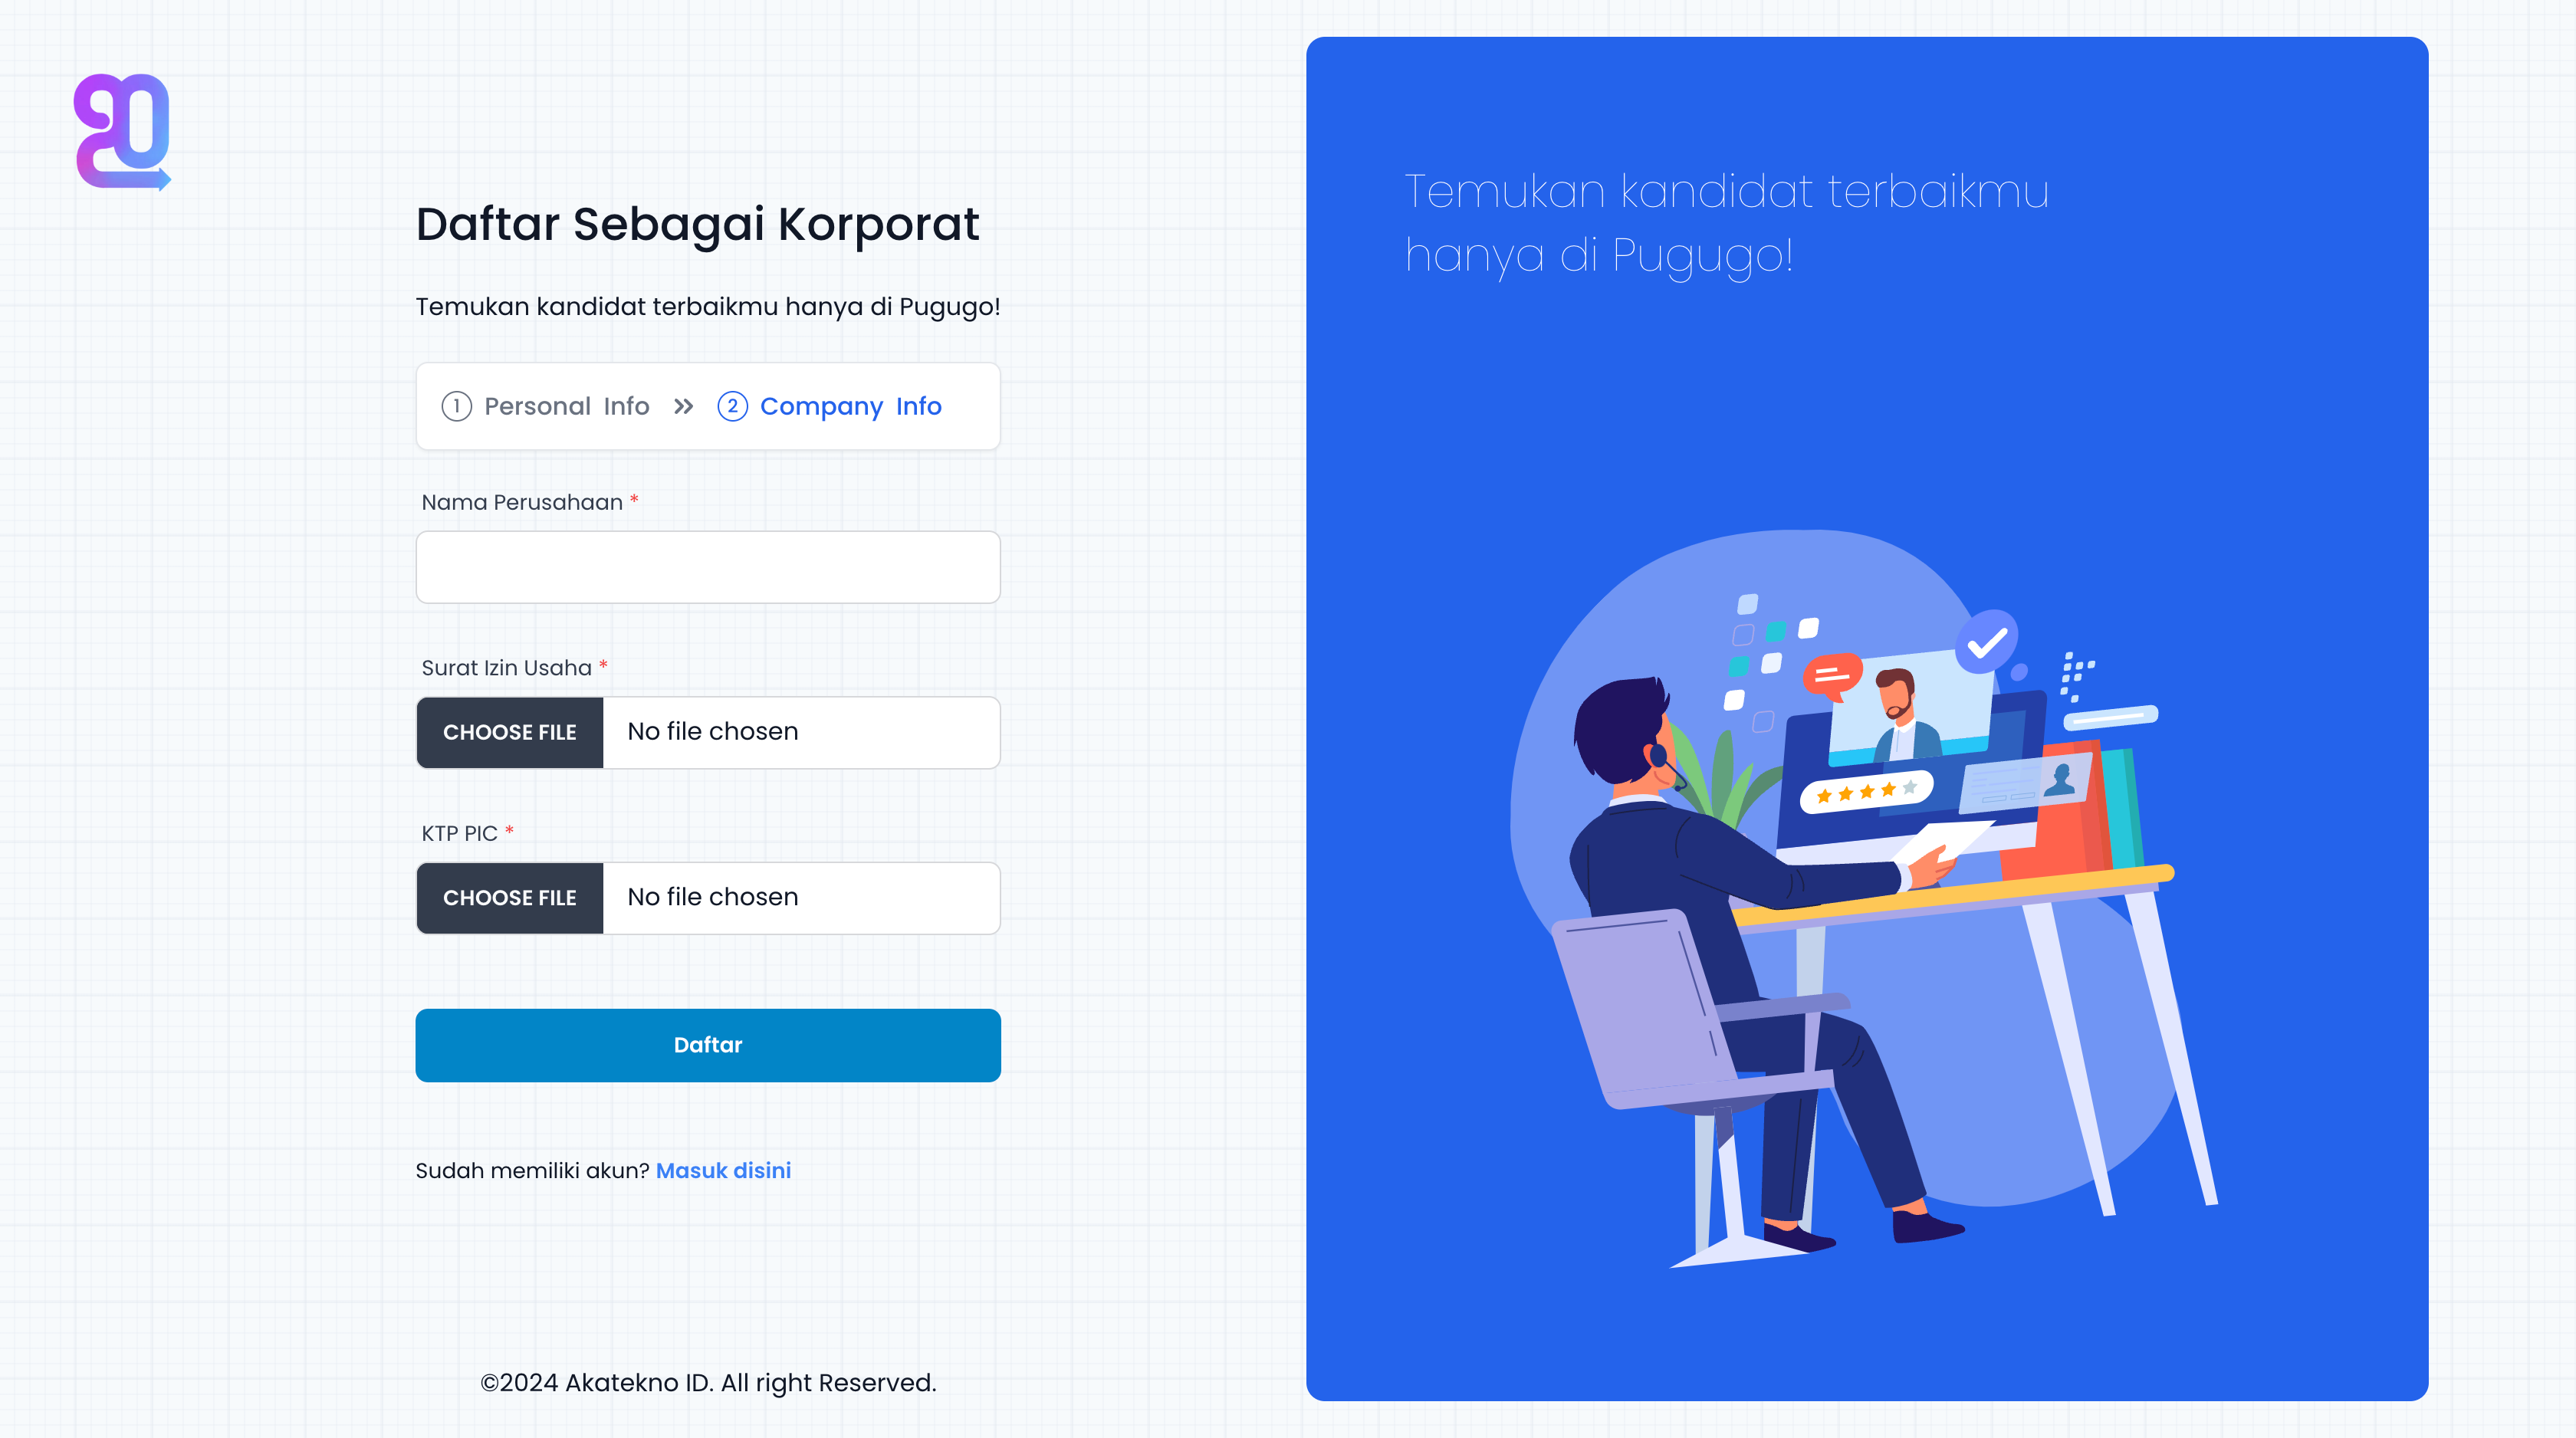 Daftar Sebagai Korporat
Temukan kandidat terbaikmu hanya di Pugugo!
1 Personal Info » 2 Company Info
Nama Perusahaan *
Surat Izin Usaha *
CHOOSE FILE No file chosen
KTP PIC *
CHOOSE FILE No file chosen
Daftar
Sudah memiliki akun? Masuk disini
©2024 Akatekno ID. All right Reserved.
Temukan kandidat terbaikmu
hanya di Pugugo!